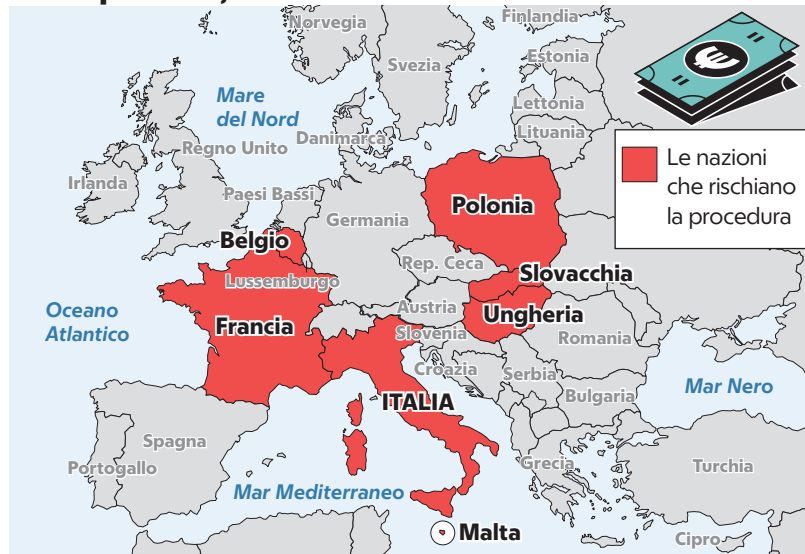 Norvegia
Finlandia
Svezia
Estonia
€
Mare
del Nord
Lettonia
Danimarca
Lituania
Regno Unito
Le nazioni
che rischiano
la procedura
Irlanda
Paesi Bassi
Polonia
Germania
Belgio
Rep. Ceca
Slovacchia
Lussemburgo
Oceano
Atlantico
Austria
Ungheria
Francia
Slovenia
Romania
Croazia
Serbia
Mar Nero
Bulgaria
ITALIA
Spagna
Portogallo
Grecia
Turchia
Mar Mediterraneo
Malta
Cipro